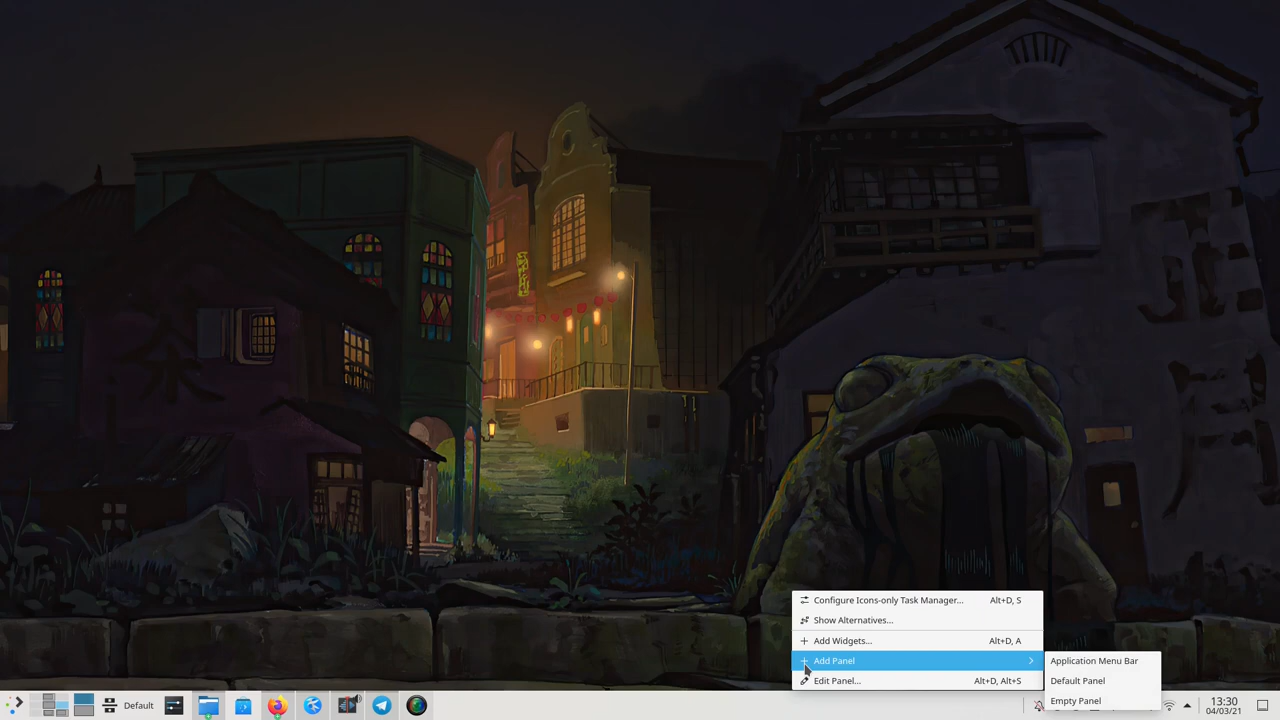 Configure Icons-only Task Manager... Alt+D, S
Show Alternatives...
Add Widgets... Alt+D, A
Add Panel
Edit Panel... Alt+D, Alt+S
Application Menu Bar
Default Panel
Empty Panel
Default
13:30
04/03/21